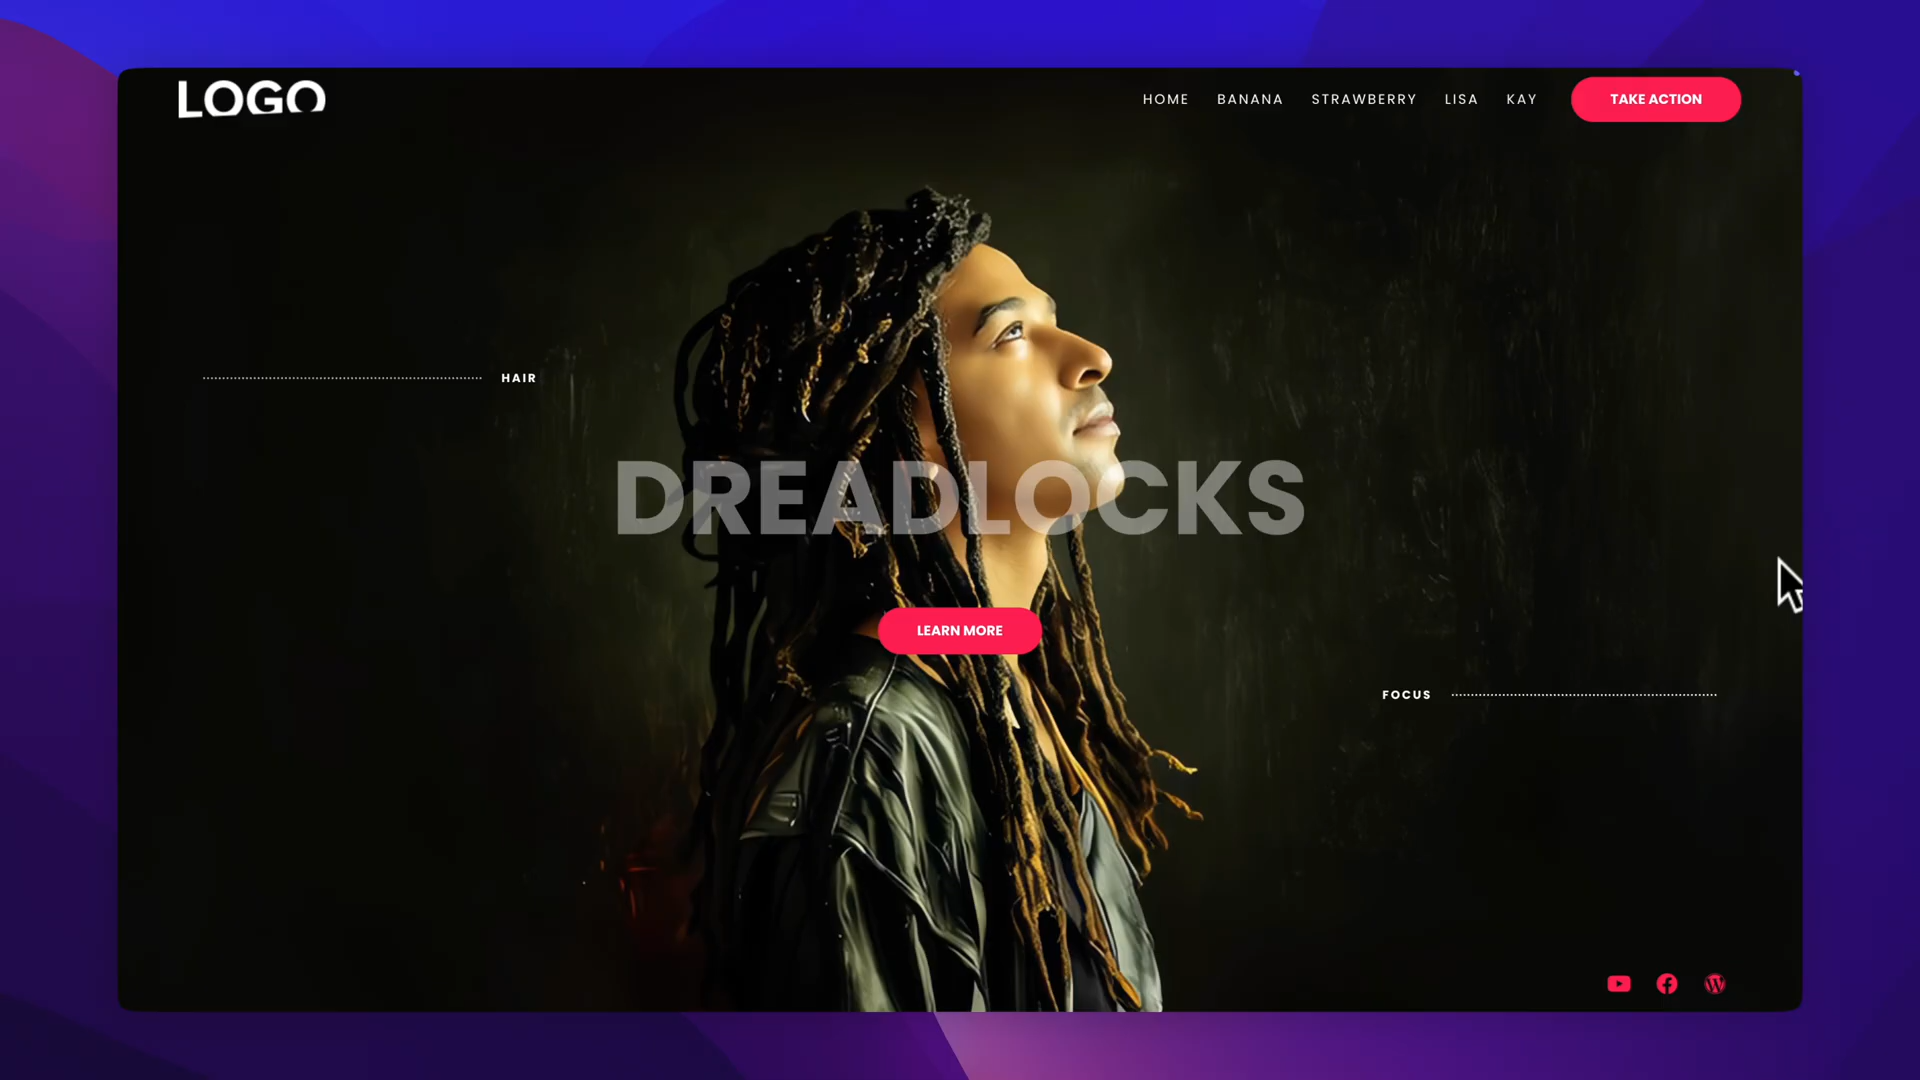 LOGO
HOME BANANA STRAWBERRY LISA KAY TAKE ACTION
HAIR
DREADLOCKS
LEARN MORE
FOCUS